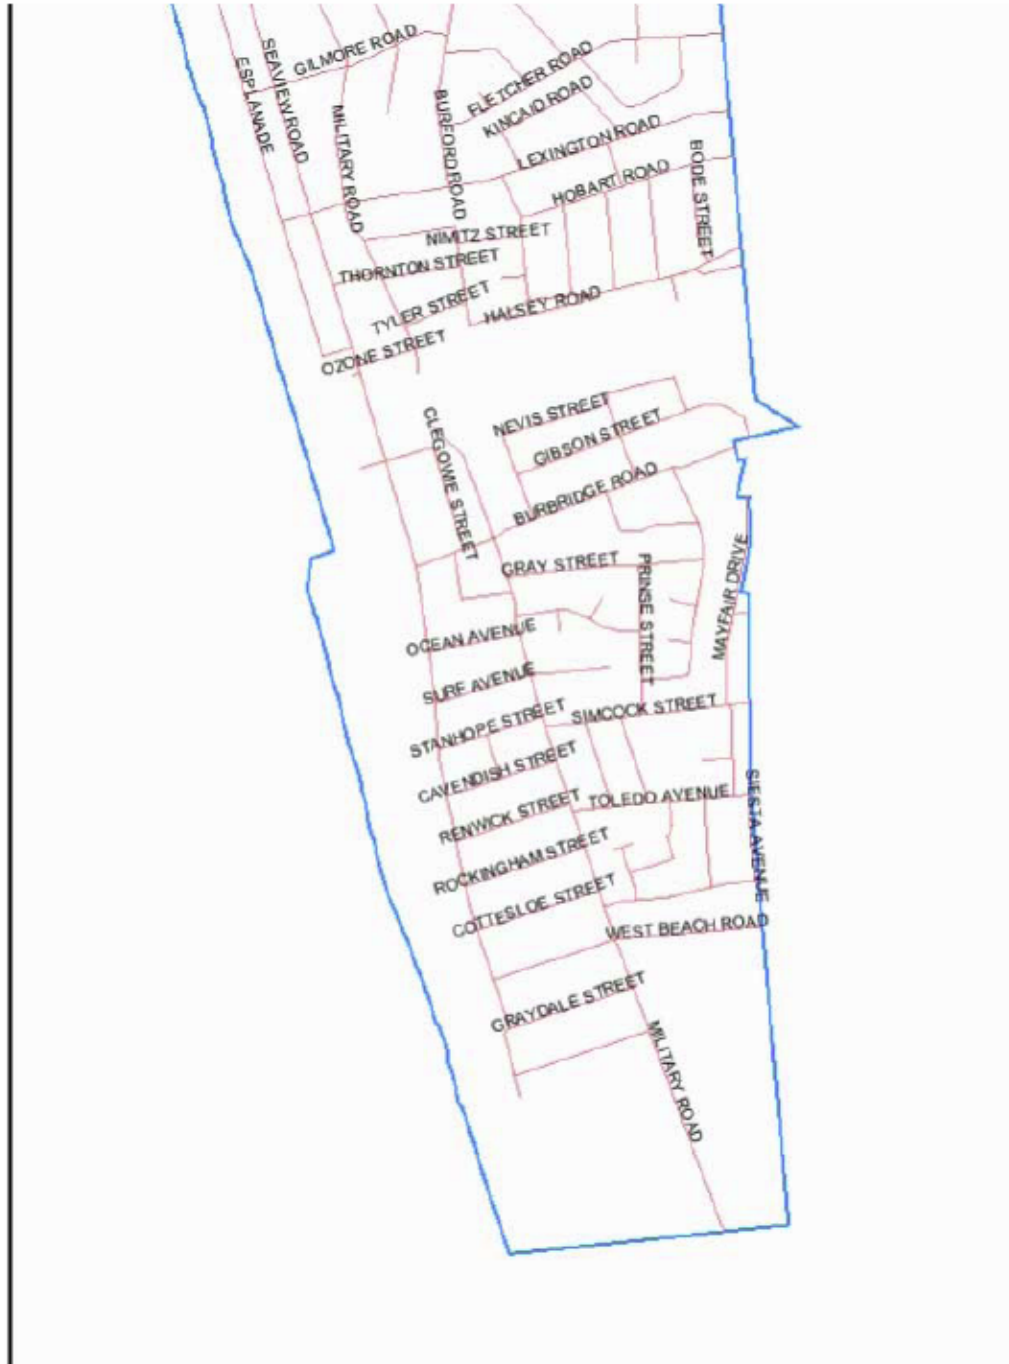 GILMORE ROAD
SEAVIEW ROAD
ESPLANADE
FLETCHER ROAD
KINCAID ROAD
BURFORD ROAD
MILITARY ROAD
LEXINGTON ROAD
BODE STREET
HOBART ROAD
NIMITZ STREET
THORNTON STREET
TYLER STREET
HALSEY ROAD
OZONE STREET
NEVIS STREET
CLEGOWIE STREET
GIBSON STREET
BURBRIDGE ROAD
GRAY STREET
PRINSE STREET
MAYFAIR DRIVE
OCEAN AVENUE
SURF AVENUE
STANHOPE STREET
SIMCOCK STREET
CAVENDISH STREET
SIESTA AVENUE
RENWICK STREET
TOLEDO AVENUE
ROCKINGHAM STREET
COTTESLOE STREET
WEST BEACH ROAD
GRAYDALE STREET
MILITARY ROAD